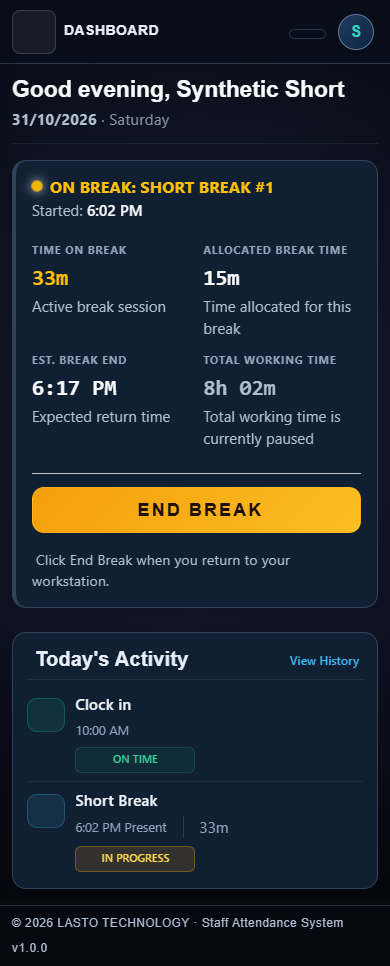 DASHBOARD
S
Good evening, Synthetic Short
31/10/2026 · Saturday
ON BREAK: SHORT BREAK #1
Started: 6:02 PM
TIME ON BREAK
33m
Active break session
ALLOCATED BREAK TIME
15m
Time allocated for this
break
EST. BREAK END
6:17 PM
Expected return time
TOTAL WORKING TIME
8h 02m
Total working time is
currently paused
END BREAK
Click End Break when you return to your
workstation.
Today's Activity
View History
Clock in
10:00 AM
ON TIME
Short Break
6:02 PM Present
33m
IN PROGRESS
© 2026 LASTO TECHNOLOGY · Staff Attendance System
v1.0.0